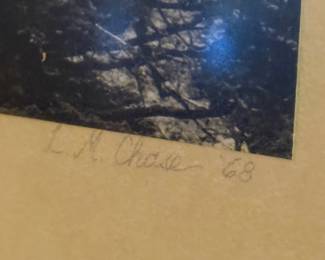 L. M. Chase '68